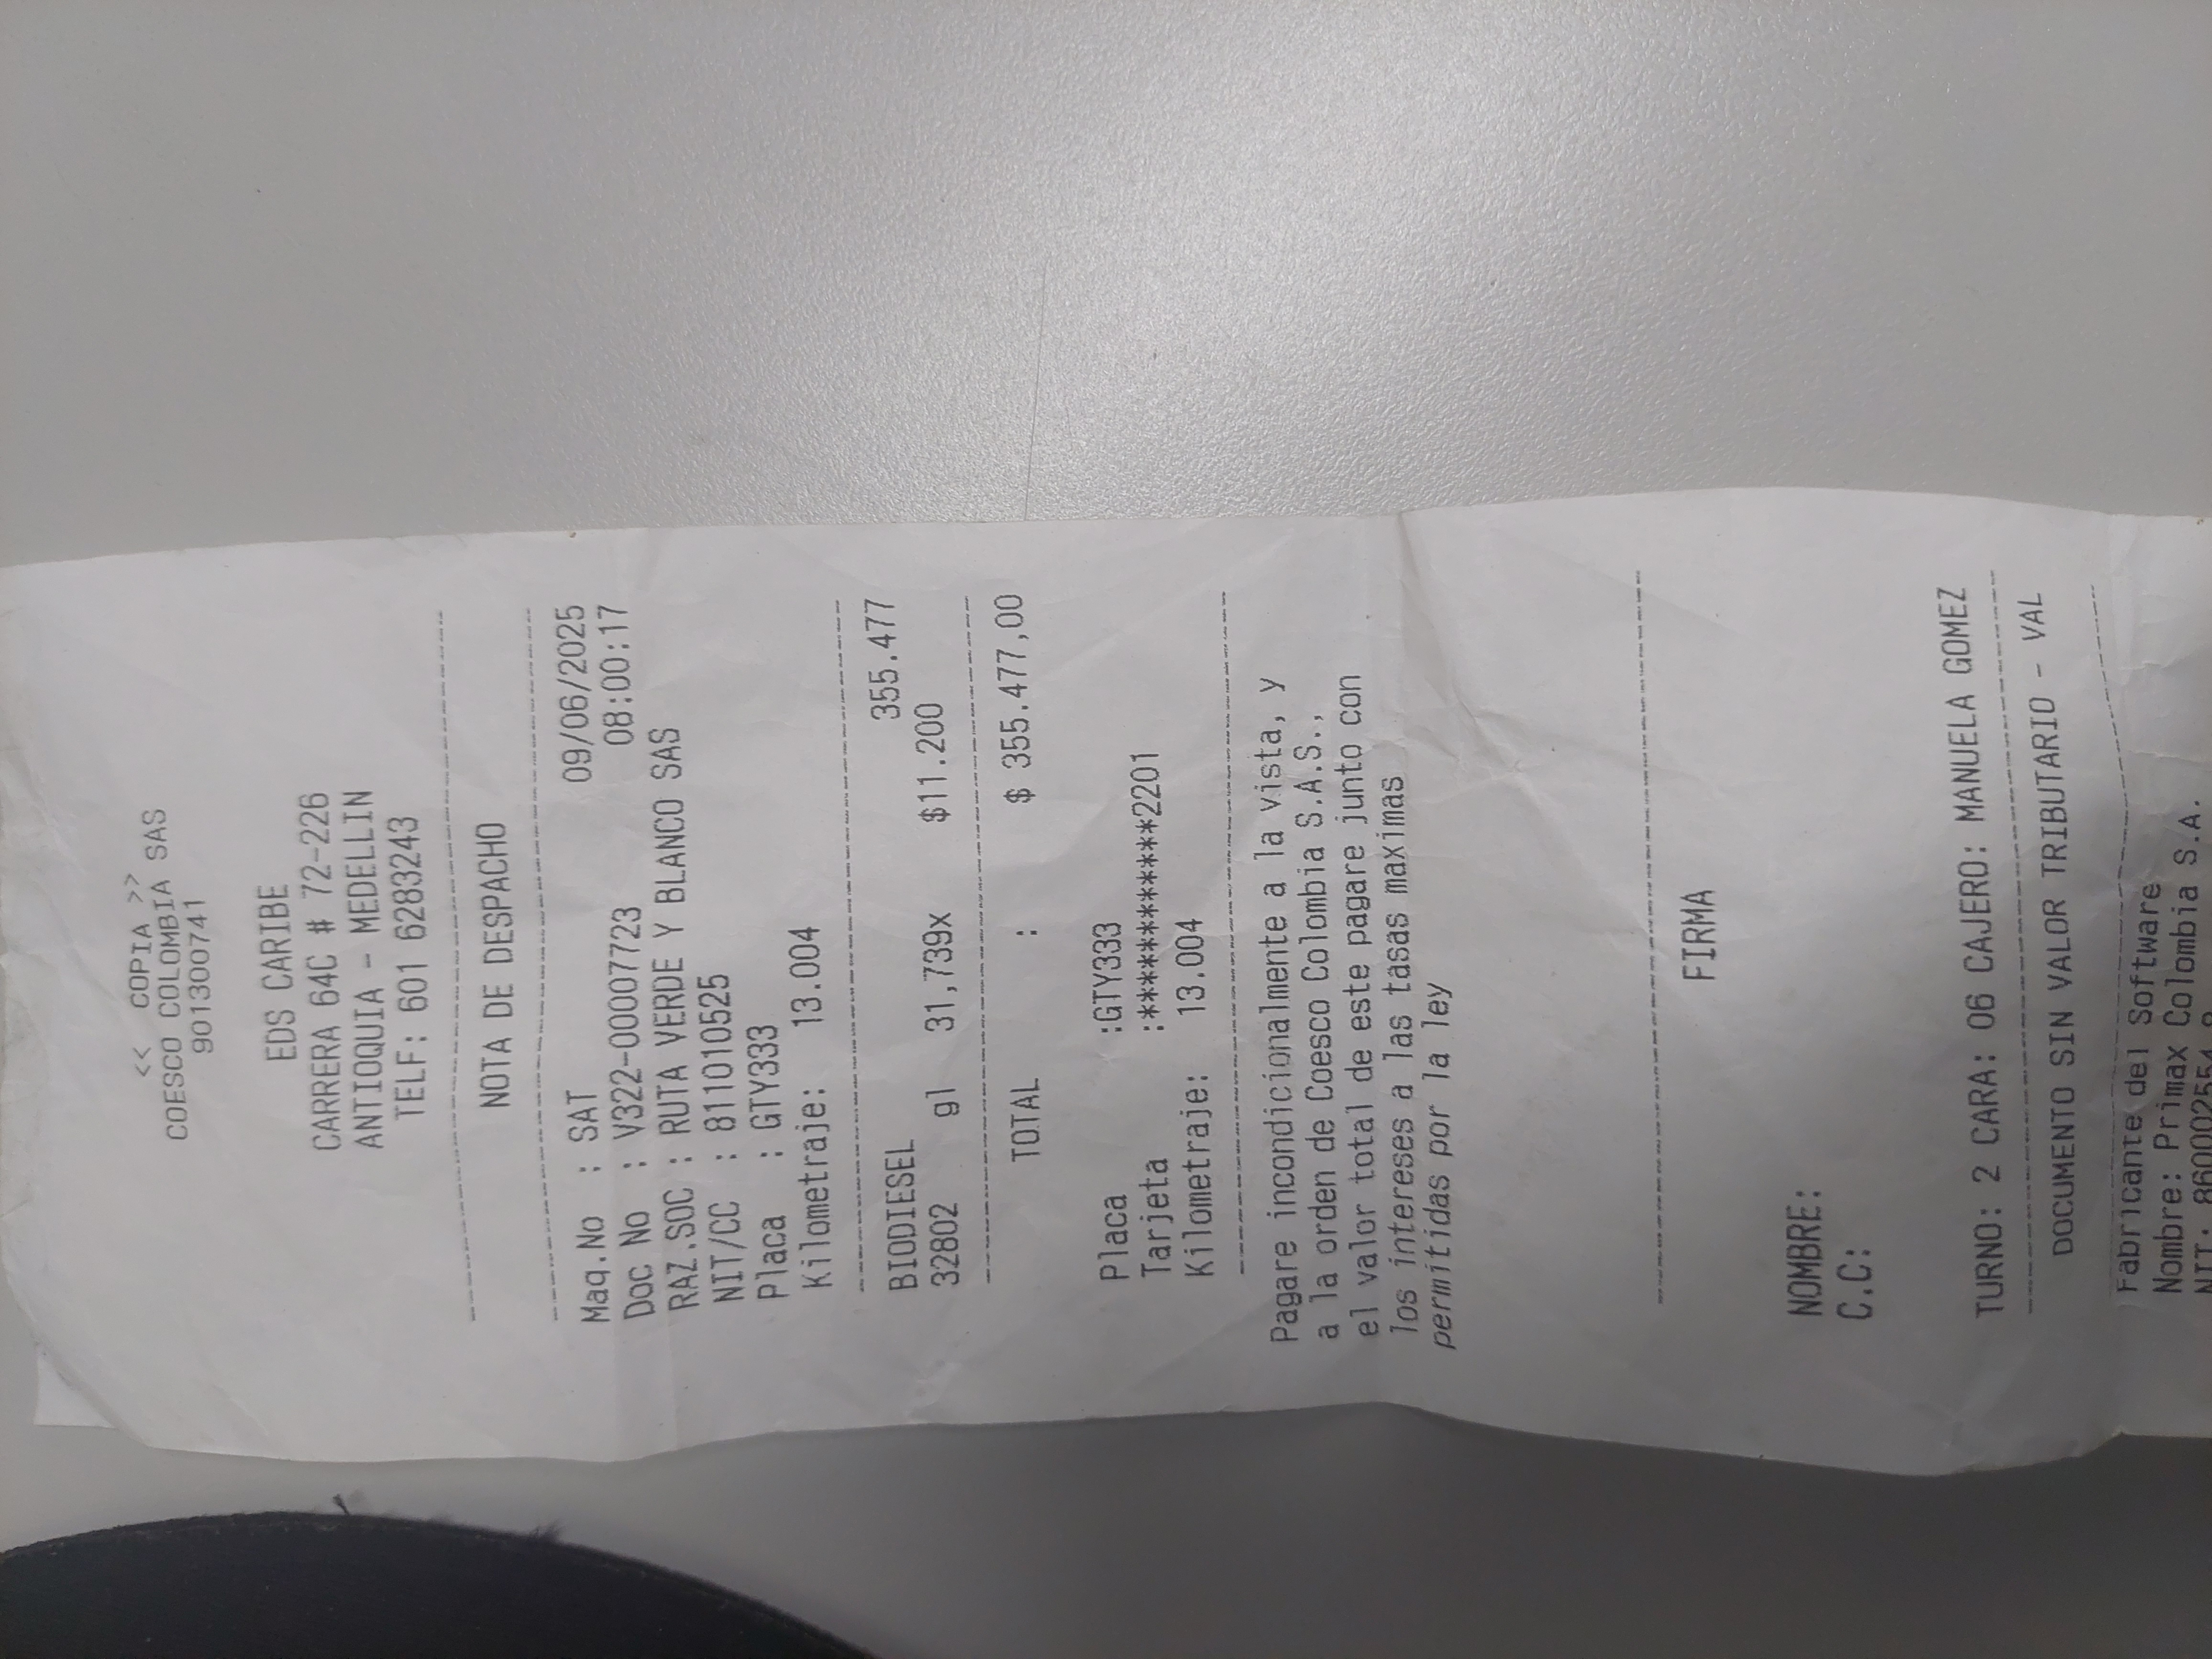 << COPIA >>
COESCO COLOMBIA SAS
9013000741
EDS CARIBE
CARRERA 64C # 72-226
ANTIOQUIA - MEDELLIN
TELF: 601 6283243
NOTA DE DESPACHO
Maq.No : SAT 09/06/2025
Doc No : V322-00007723 08:00:17
RAZ.SOC : RUTA VERDE Y BLANCO SAS
NIT/CC : 811010525
Placa : GTY333
Kilometraje: 13.004
BIODIESEL 355.477
32802 gl 31,739x $11.200
TOTAL : $ 355.477,00
Placa :GTY333
Tarjeta :************2201
Kilometraje: 13.004
Pagare incondicionalmente a la vista, y
a la orden de Coesco Colombia S.A.S.,
el valor total de este pagare junto con
los intereses a las tasas maximas
permitidas por la ley
FIRMA
NOMBRE:
C.C:
TURNO: 2 CARA: 06 CAJERO: MANUELA GOMEZ
DOCUMENTO SIN VALOR TRIBUTARIO - VAL
Fabricante del Software
Nombre: Primax Colombia S.A.
NIT: